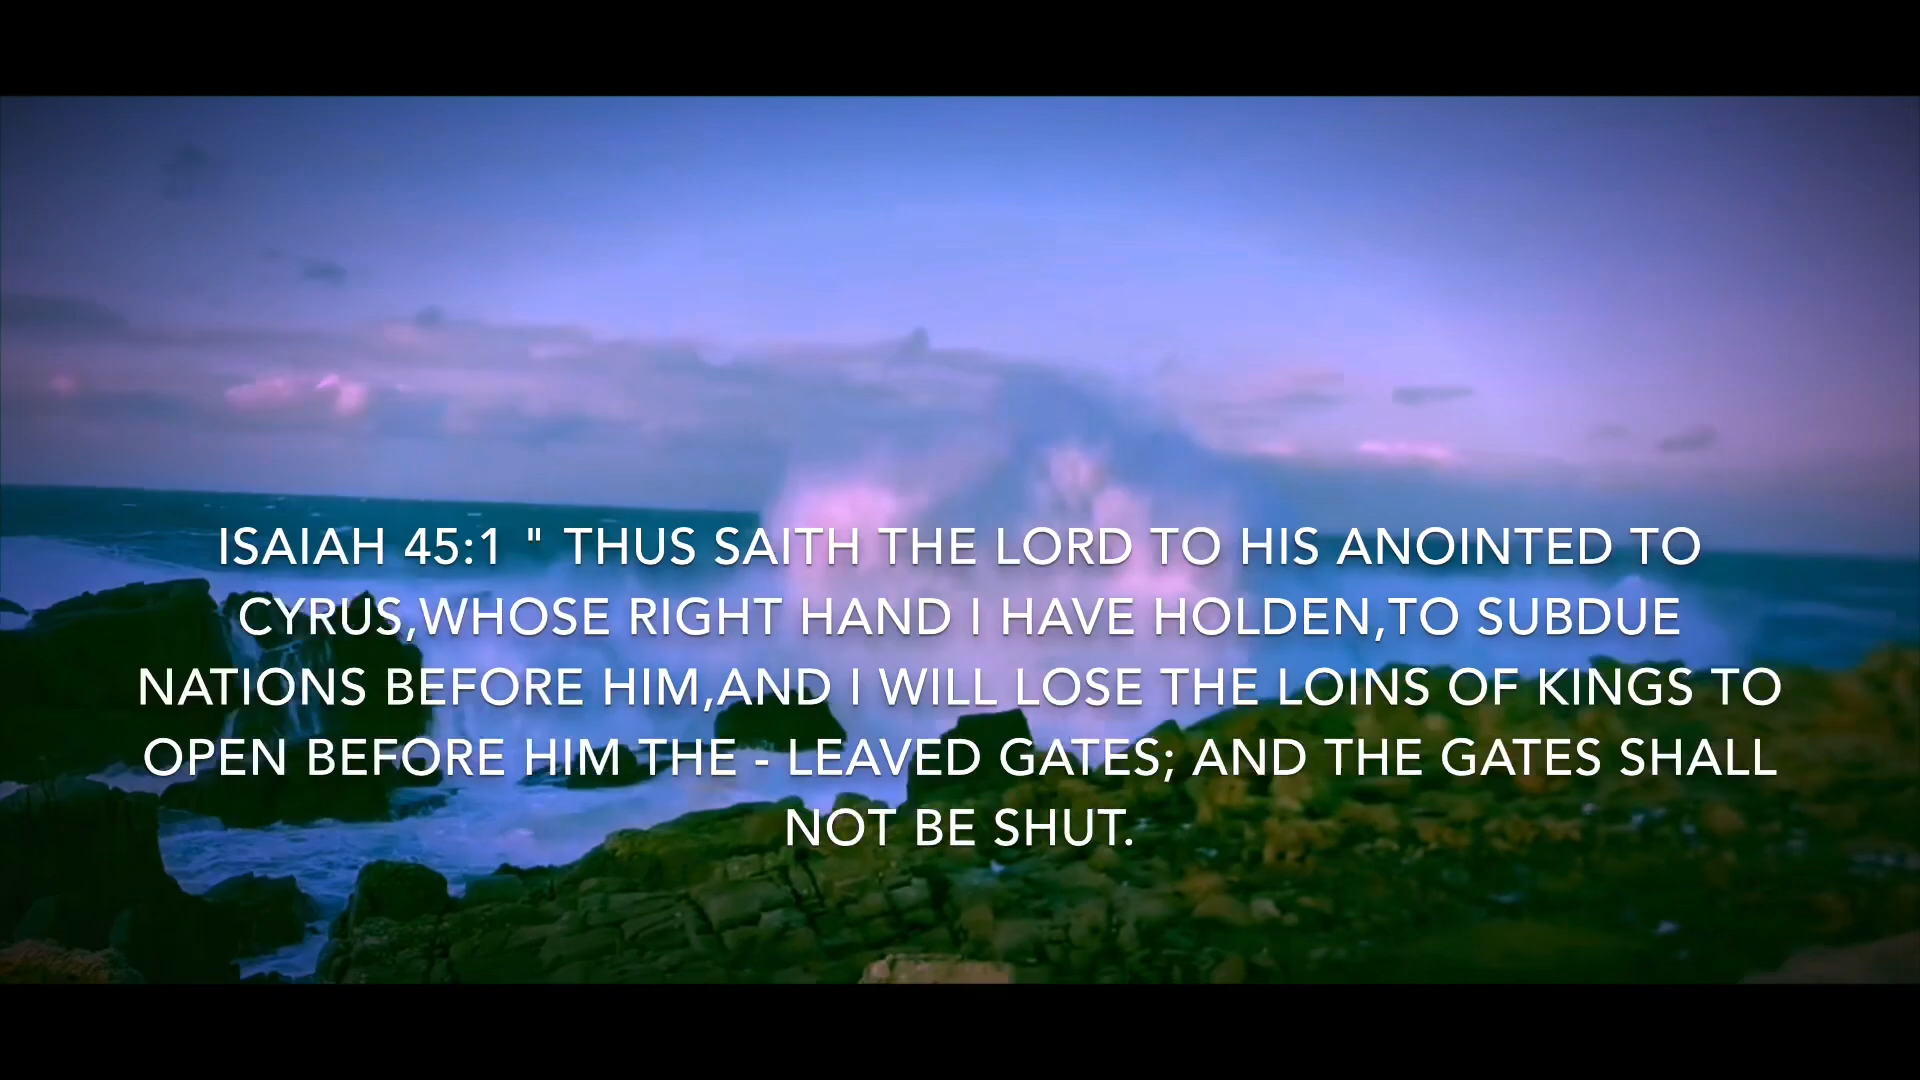 ISAIAH 45:1 " THUS SAITH THE LORD TO HIS ANOINTED TO
CYRUS,WHOSE RIGHT HAND I HAVE HOLDEN,TO SUBDUE
NATIONS BEFORE HIM,AND I WILL LOSE THE LOINS OF KINGS TO
OPEN BEFORE HIM THE - LEAVED GATES; AND THE GATES SHALL
NOT BE SHUT.